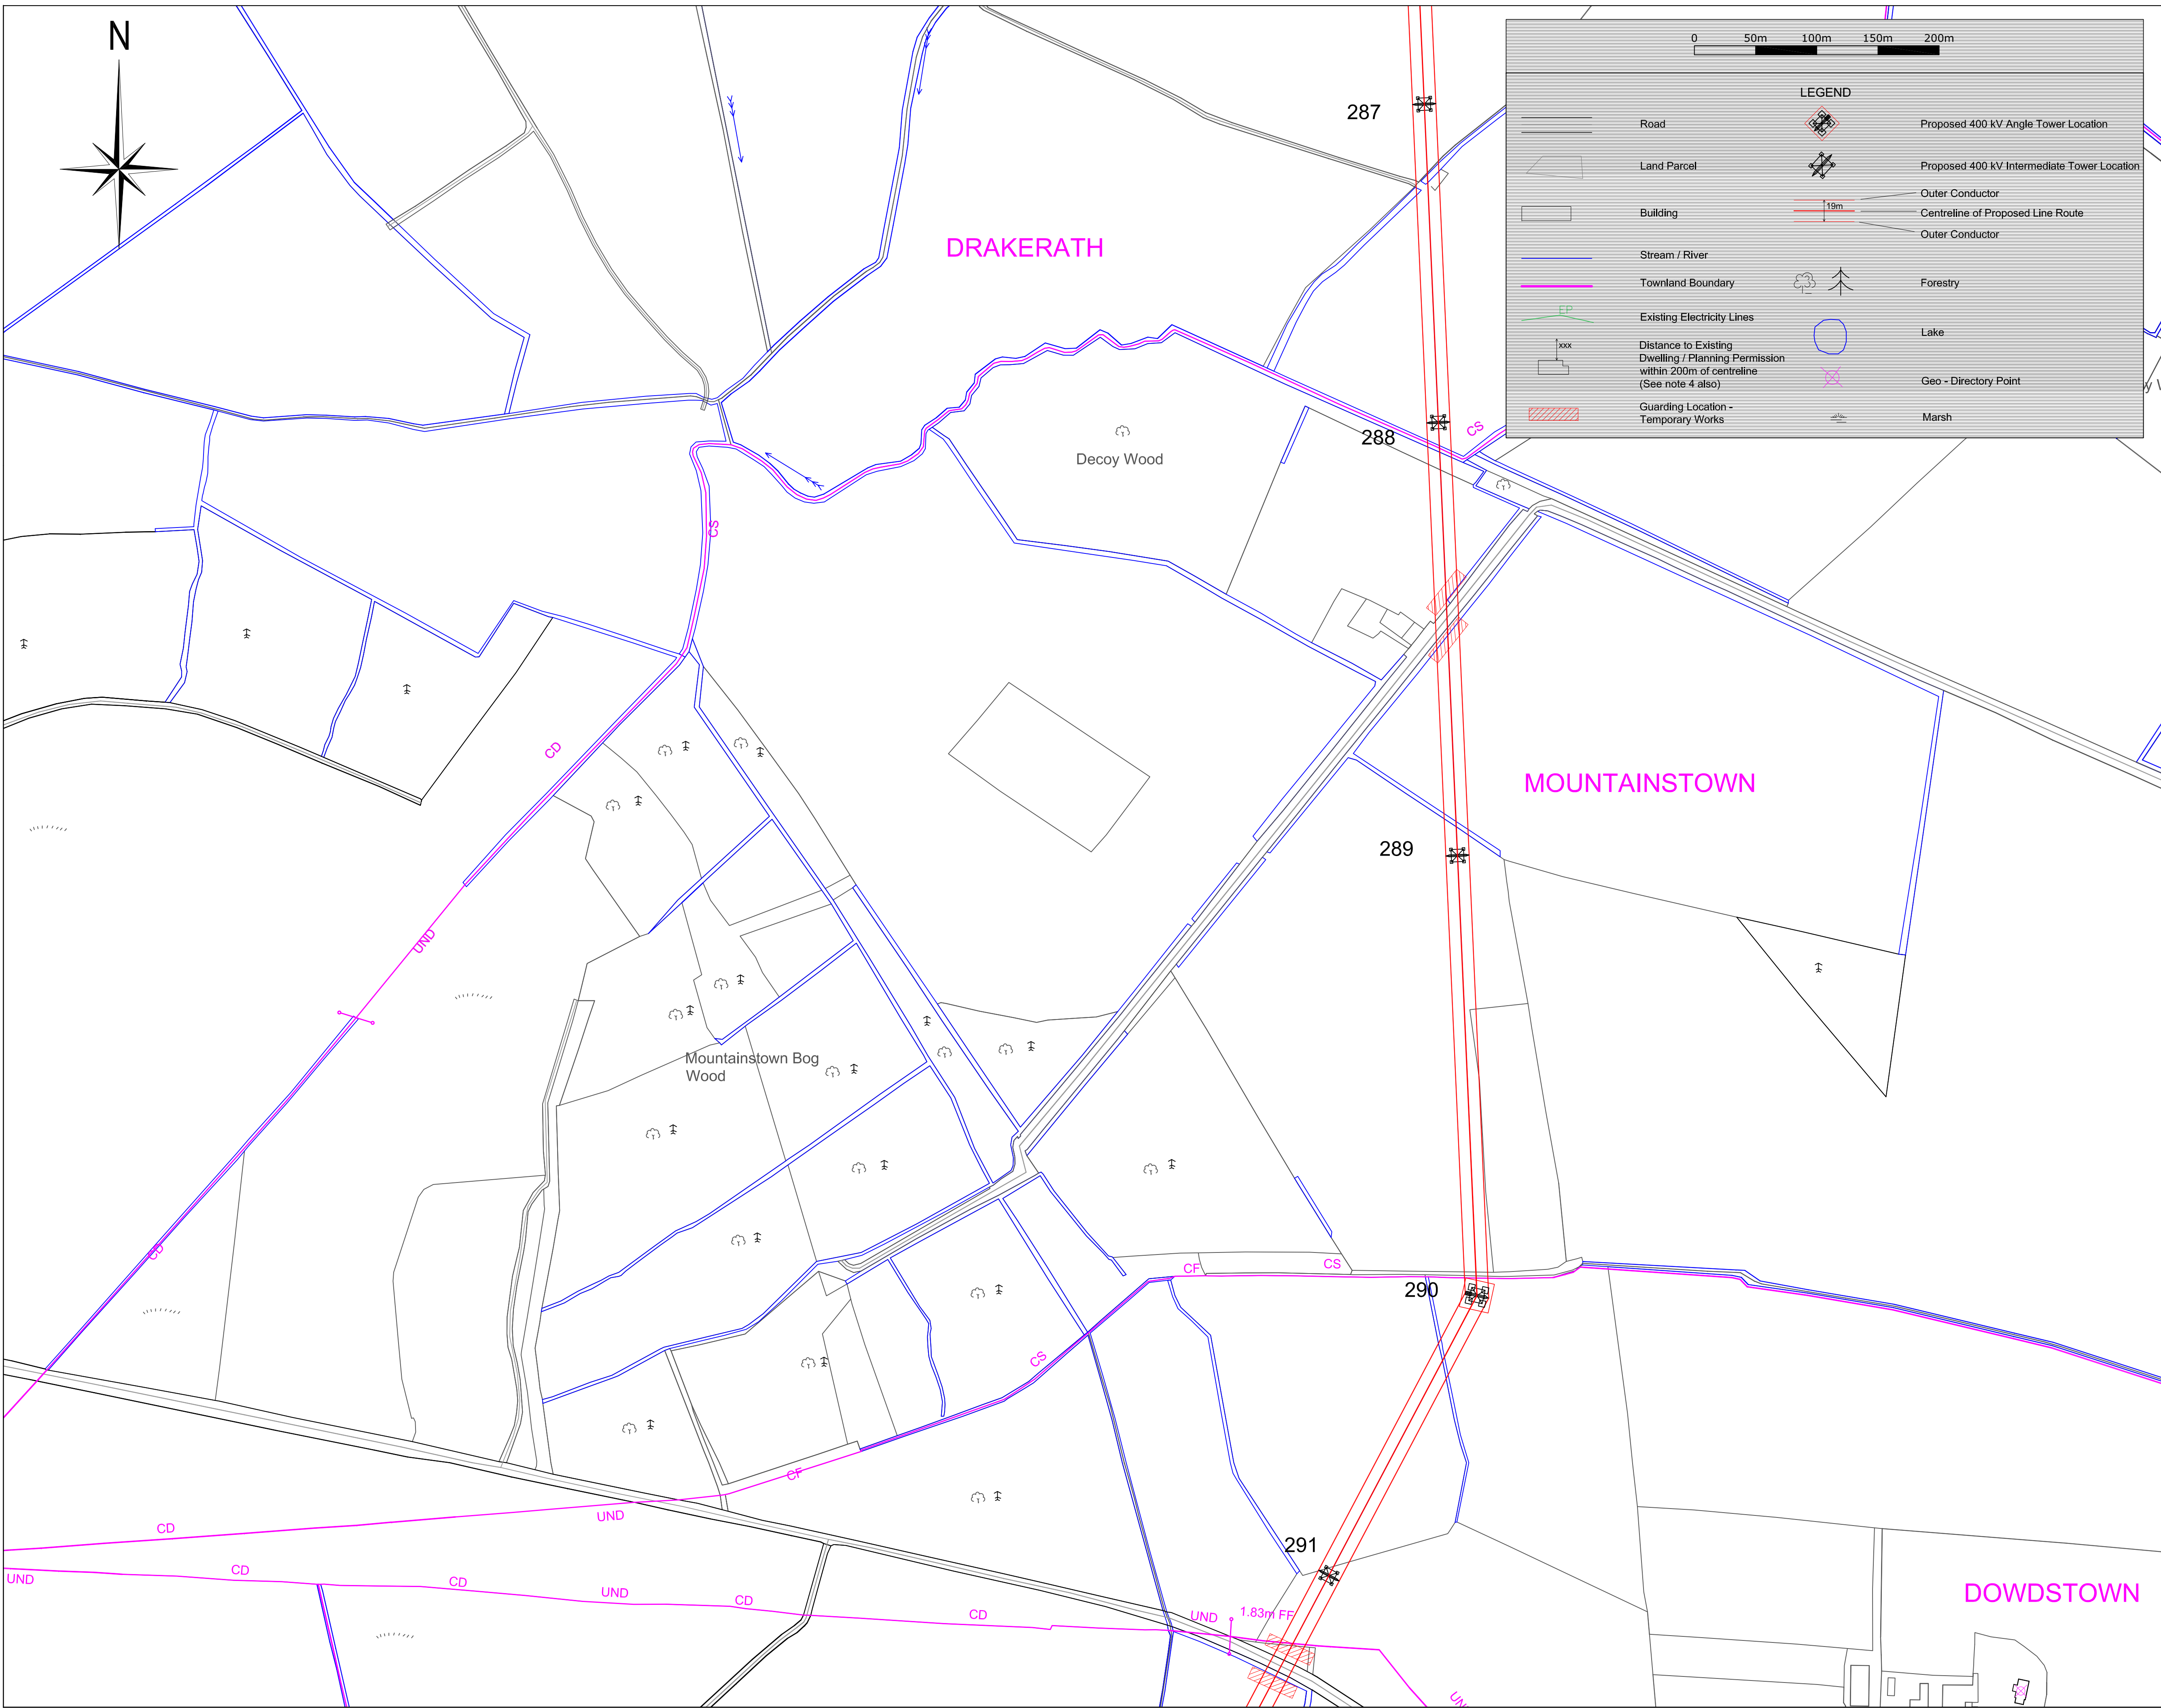 N
0 50m 100m 150m 200m
LEGEND
Road
Proposed 400 kV Angle Tower Location
Land Parcel
Proposed 400 kV Intermediate Tower Location
Outer Conductor
19m
Building
Centreline of Proposed Line Route
Outer Conductor
Stream / River
Townland Boundary
Forestry
EP
Existing Electricity Lines
Lake
xxx
Distance to Existing
Dwelling / Planning Permission
within 200m of centreline
(See note 4 also)
Geo - Directory Point
Guarding Location -
Temporary Works
Marsh
287
DRAKERATH
288
CS
Decoy Wood
CS
CD
MOUNTAINSTOWN
289
UND
Mountainstown Bog
Wood
CD
CF
CS
290
CS
CF
UND
CD
291
UND
CD
CD
UND
CD
CD
UND
1.83m FF
DOWDSTOWN